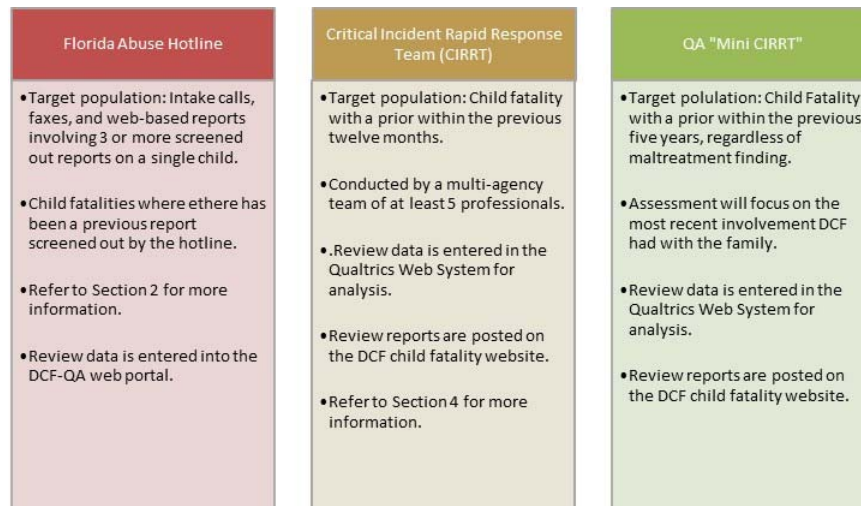 Florida Abuse Hotline
•Target population: Intake calls,
faxes, and web-based reports
involving 3 or more screened
out reports on a single child.
•Child fatalities where ethere has
been a previous report
screened out by the hotline.
•Refer to Section 2 for more
information.
•Review data is entered into the
DCF-QA web portal.
Critical Incident Rapid Response
Team (CIRRT)
•Target population: Child fatality
with a prior within the previous
twelve months.
•Conducted by a multi-agency
team of at least 5 professionals.
•.Review data is entered in the
Qualtrics Web System for
analysis.
•Review reports are posted on
the DCF child fatality website.
•Refer to Section 4 for more
information.
QA "Mini CIRRT"
•Target polulation: Child Fatality
with a prior within the previous
five years, regardless of
maltreatment finding.
•Assessment will focus on the
most recent involvement DCF
had with the family.
•Review data is entered in the
Qualtrics Web System for
analysis.
•Review reports are posted on
the DCF child fatality website.